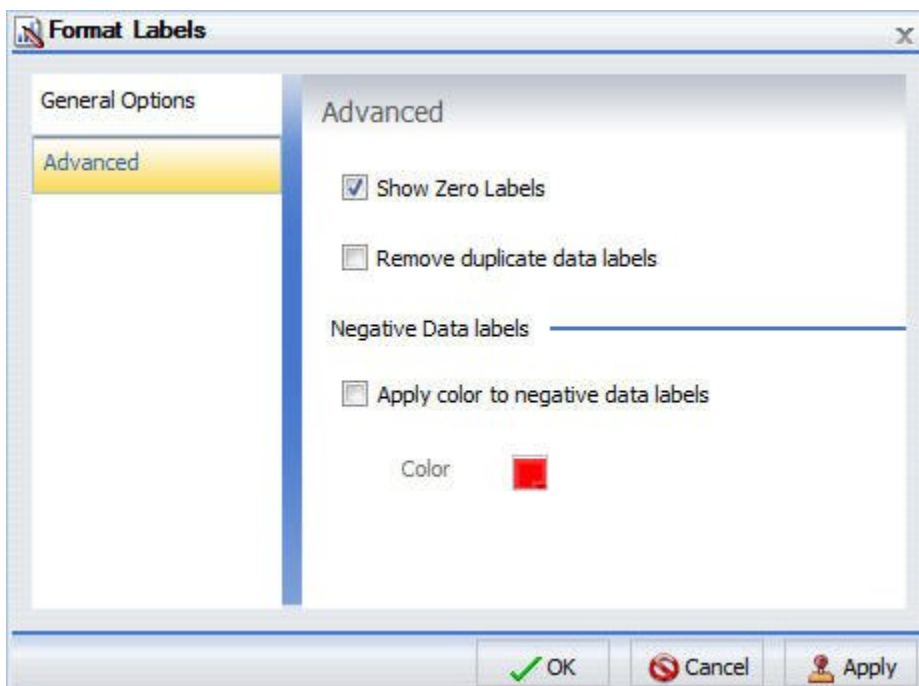 Format Labels
General Options
Advanced
Advanced
Show Zero Labels
Remove duplicate data labels
Negative Data labels
Apply color to negative data labels
Color
OK
Cancel
Apply